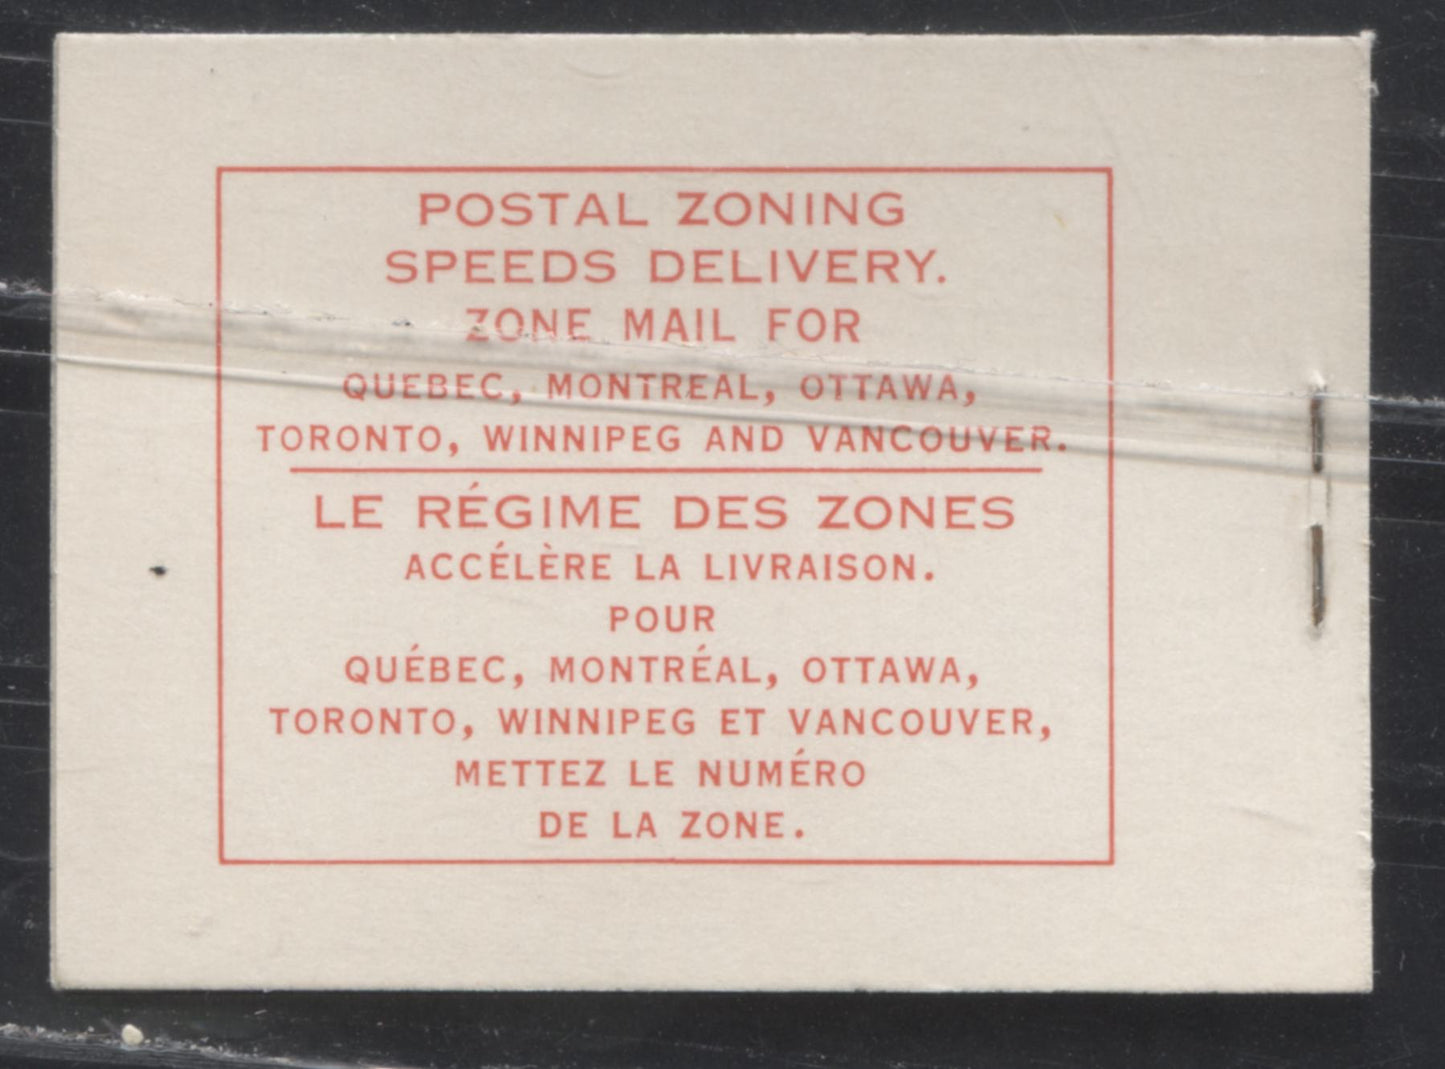 POSTAL ZONING
SPEEDS DELIVERY.
ZONE MAIL FOR
QUEBEC, MONTREAL, OTTAWA,
TORONTO, WINNIPEG AND VANCOUVER.
LE RÉGIME DES ZONES
ACCÉLÈRE LA LIVRAISON.
POUR
QUÉBEC, MONTRÉAL, OTTAWA,
TORONTO, WINNIPEG ET VANCOUVER,
METTEZ LE NUMÉRO
DE LA ZONE.